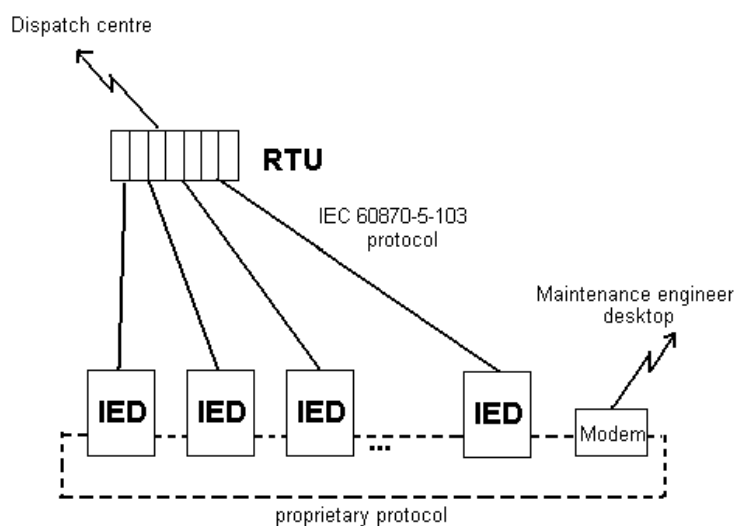 Dispatch centre
RTU
IEC 60870-5-103
protocol
Maintenance engineer
desktop
IED
IED
IED
...
IED
Modem
proprietary protocol